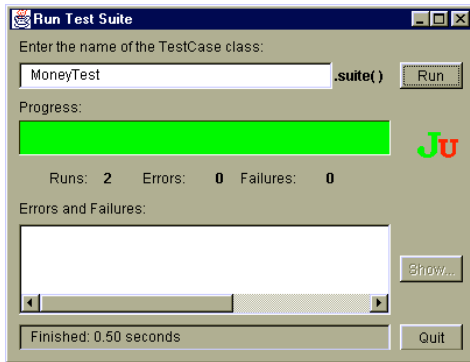 Run Test Suite
Enter the name of the TestCase class:
MoneyTest .suite() Run
Progress:
JU
Runs: 2 Errors: 0 Failures: 0
Errors and Failures:
Show...
Finished: 0.50 seconds Quit